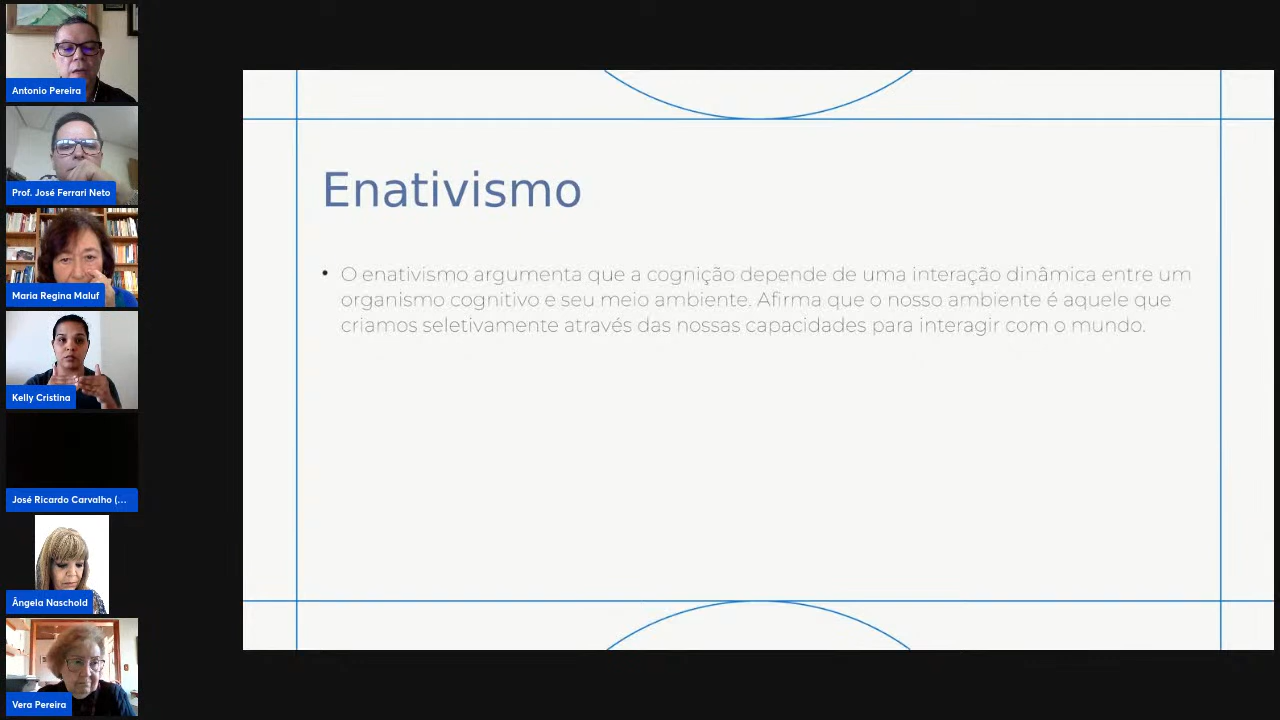 Antonio Pereira
Prof. José Ferrari Neto
Maria Regina Maluf
Kelly Cristina
José Ricardo Carvalho (...
Ângela Naschold
Vera Pereira
Enativismo
• O enativismo argumenta que a cognição depende de uma interação dinâmica entre um
organismo cognitivo e seu meio ambiente. Afirma que o nosso ambiente é aquele que
criamos seletivamente através das nossas capacidades para interagir com o mundo.